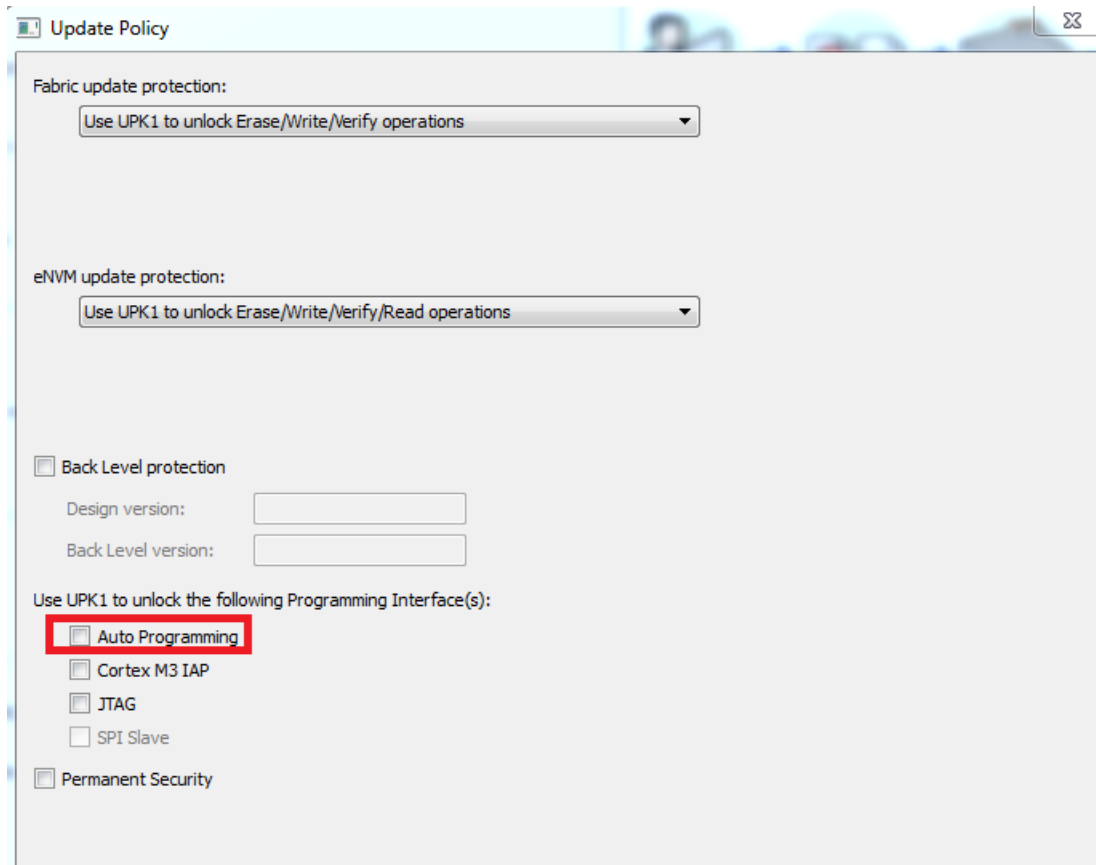 Update Policy
Fabric update protection:
Use UPK1 to unlock Erase/Write/Verify operations
eNVM update protection:
Use UPK1 to unlock Erase/Write/Verify/Read operations
Back Level protection
Design version:
Back Level version:
Use UPK1 to unlock the following Programming Interface(s):
Auto Programming
Cortex M3 IAP
JTAG
SPI Slave
Permanent Security